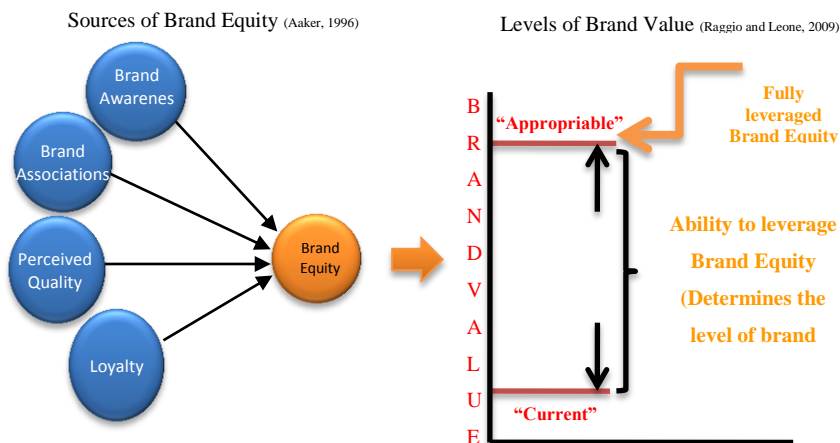 Sources of Brand Equity (Aaker, 1996)
Brand
Awarenes
Brand
Associations
Perceived
Quality
Loyalty
Brand
Equity
Levels of Brand Value (Raggio and Leone, 2009)
B
R
A
N
D
V
A
L
U
E
“Appropriable”
“Current”
Fully
leveraged
Brand Equity
Ability to leverage
Brand Equity
(Determines the
level of brand